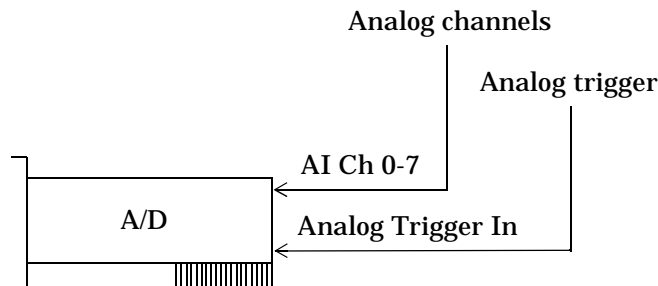 Analog channels
Analog trigger
AI Ch 0-7
A/D
Analog Trigger In